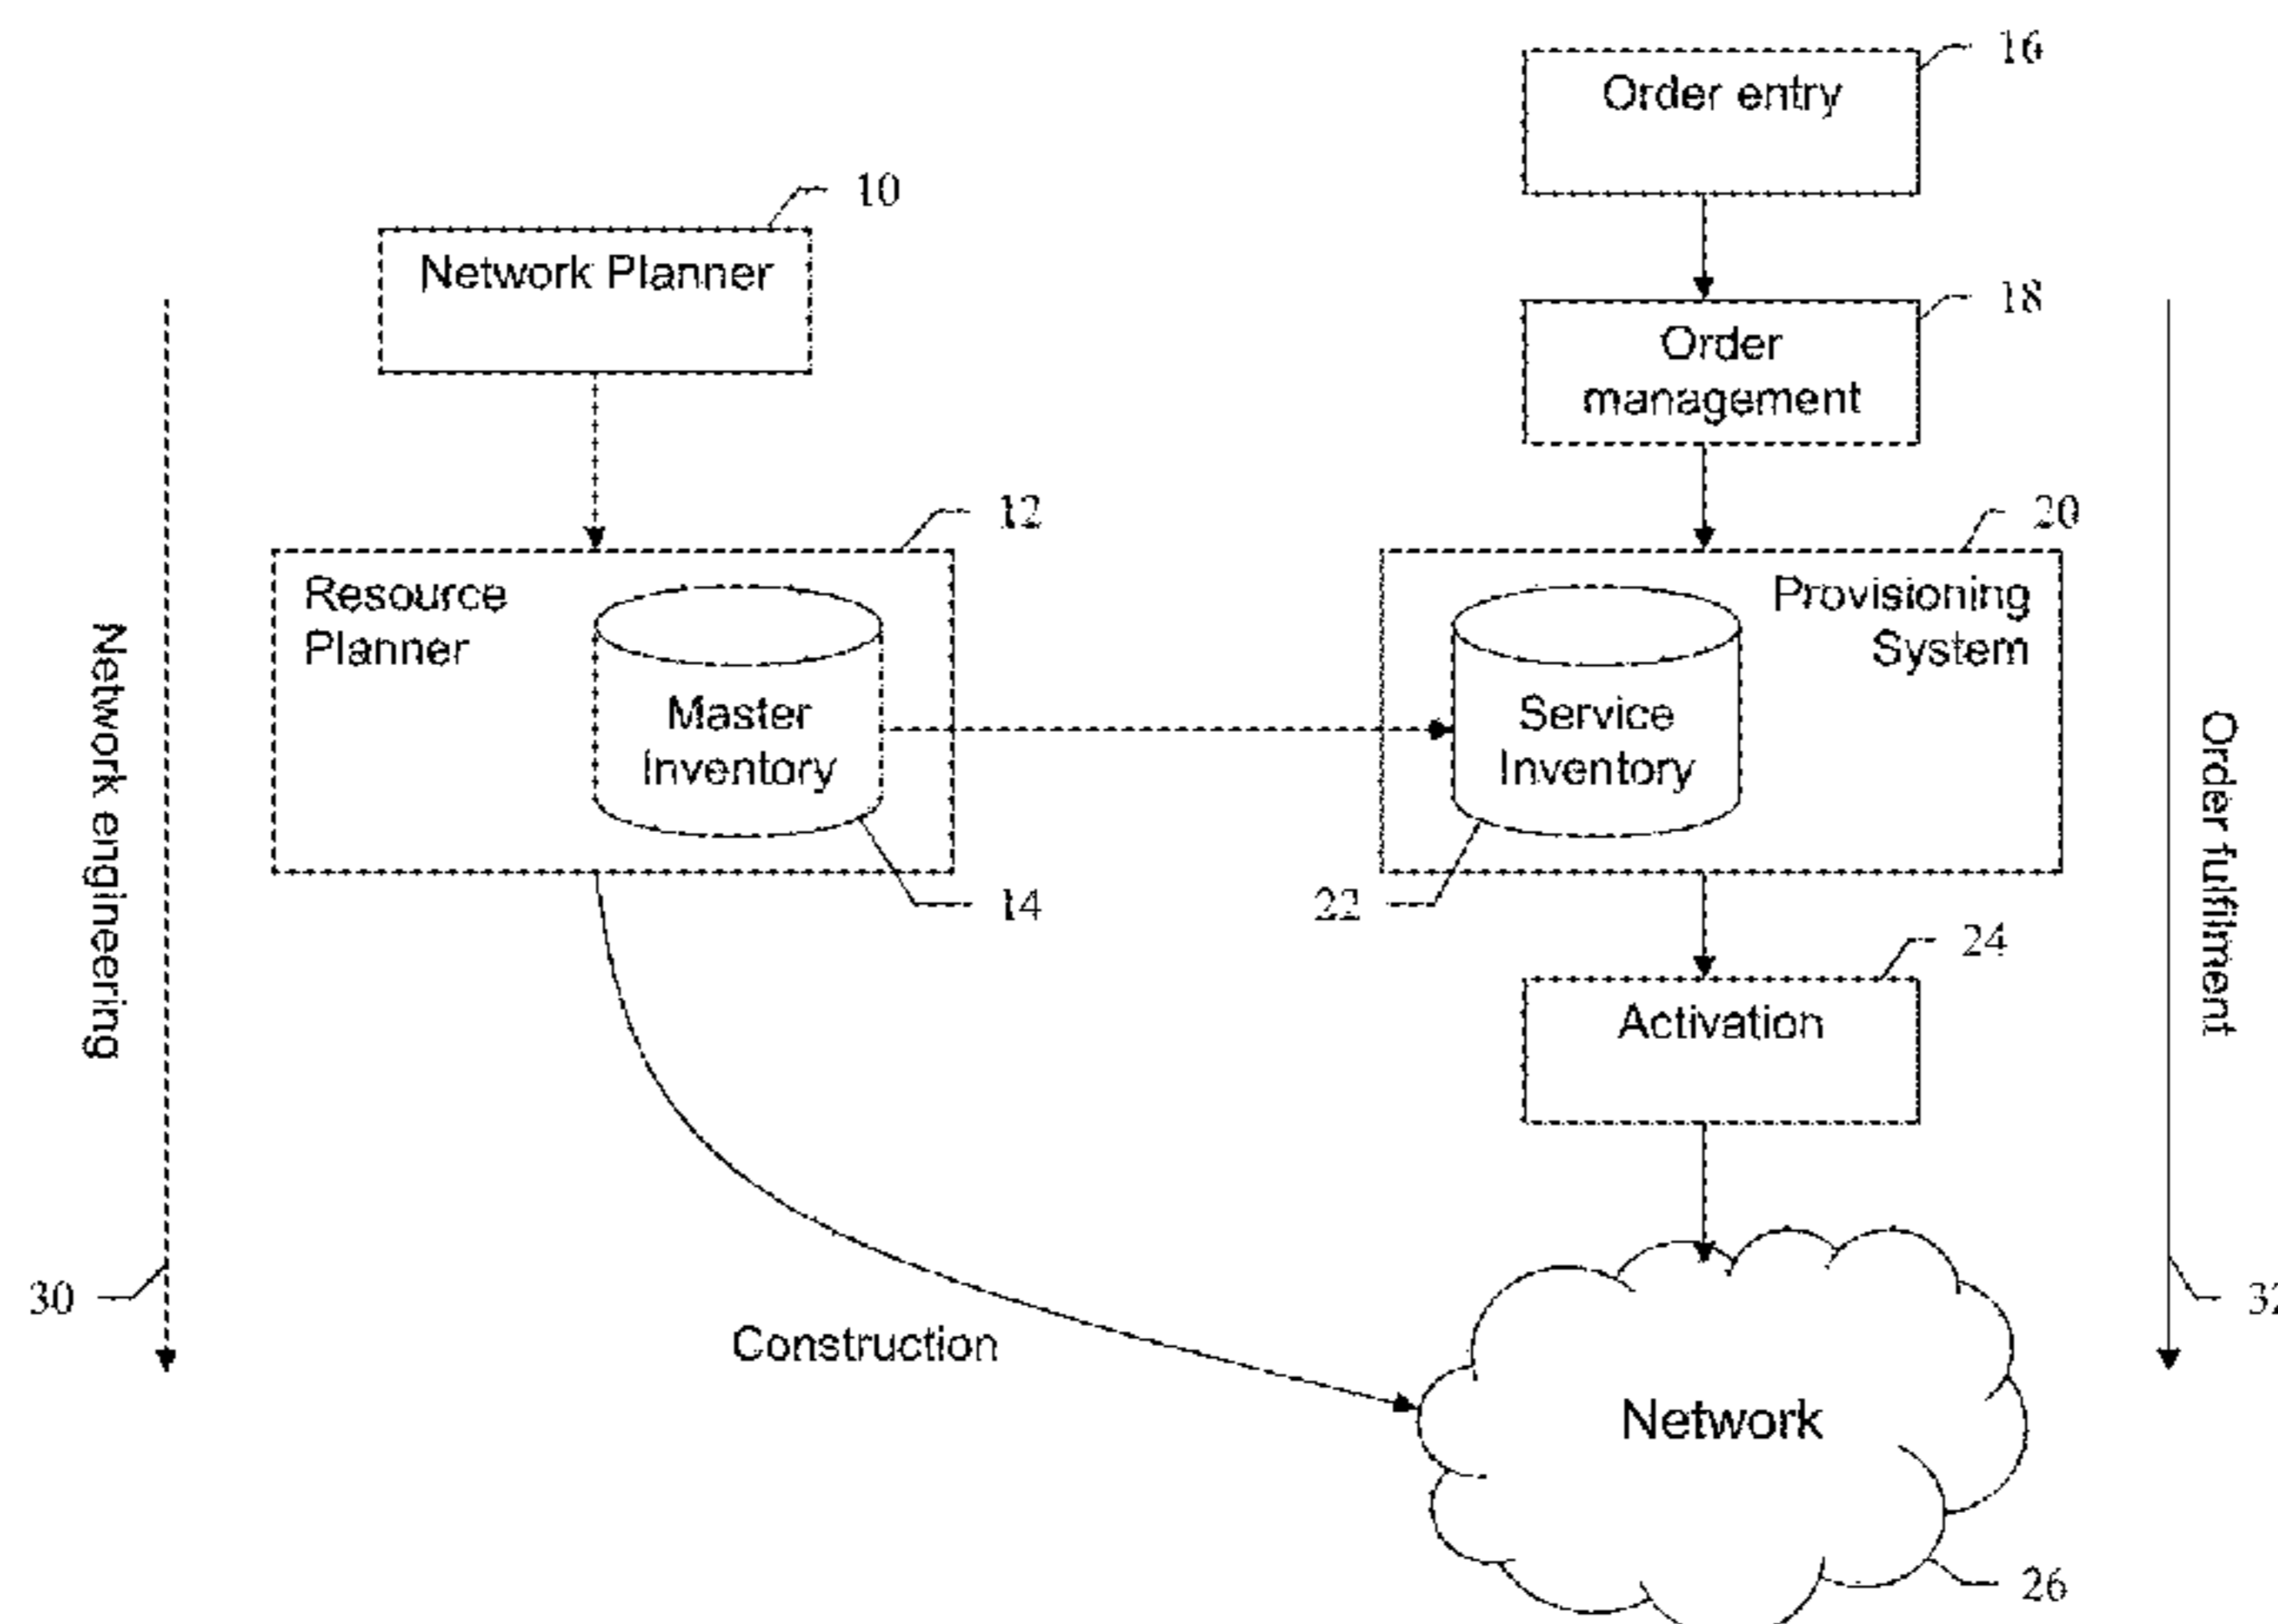 16
Order entry
10
Network Planner
18
Order
management
12
20
Resource
Planner
Provisioning
System
Master
Inventory
Service
Inventory
Network engineering
Order fulfilment
14
22
24
Activation
30
32
Construction
Network
26